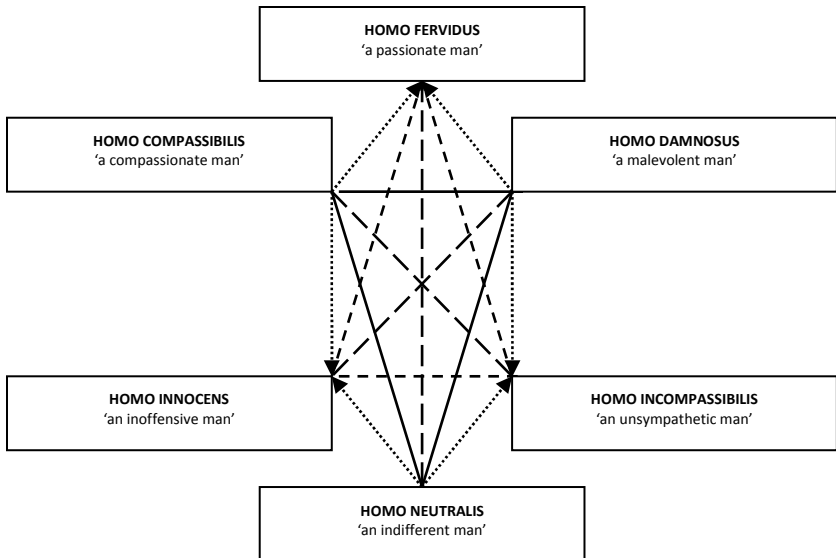 HOMO FERVIDUS
‘a passionate man’
HOMO COMPASSIBILIS
‘a compassionate man’
HOMO DAMNOSUS
‘a malevolent man’
HOMO INNOCENS
‘an inoffensive man’
HOMO INCOMPASSIBILIS
‘an unsympathetic man’
HOMO NEUTRALIS
‘an indifferent man’